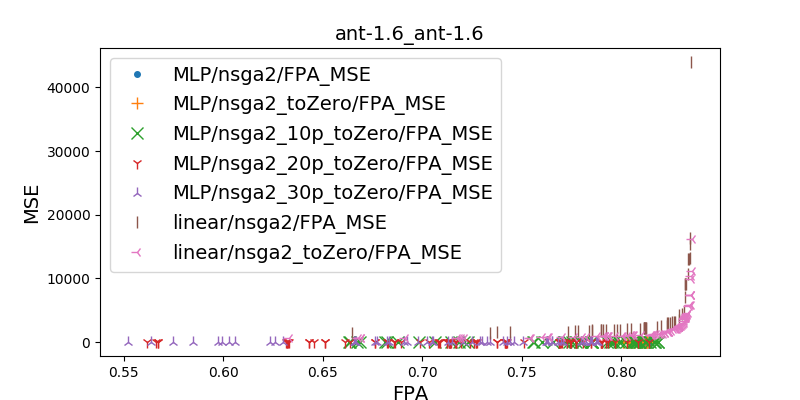 ant-1.6_ant-1.6
MLP/nsga2/FPA_MSE
MLP/nsga2_toZero/FPA_MSE
MLP/nsga2_10p_toZero/FPA_MSE
MLP/nsga2_20p_toZero/FPA_MSE
MLP/nsga2_30p_toZero/FPA_MSE
linear/nsga2/FPA_MSE
linear/nsga2_toZero/FPA_MSE
MSE
40000
30000
20000
10000
0
0.55 0.60 0.65 0.70 0.75 0.80
FPA